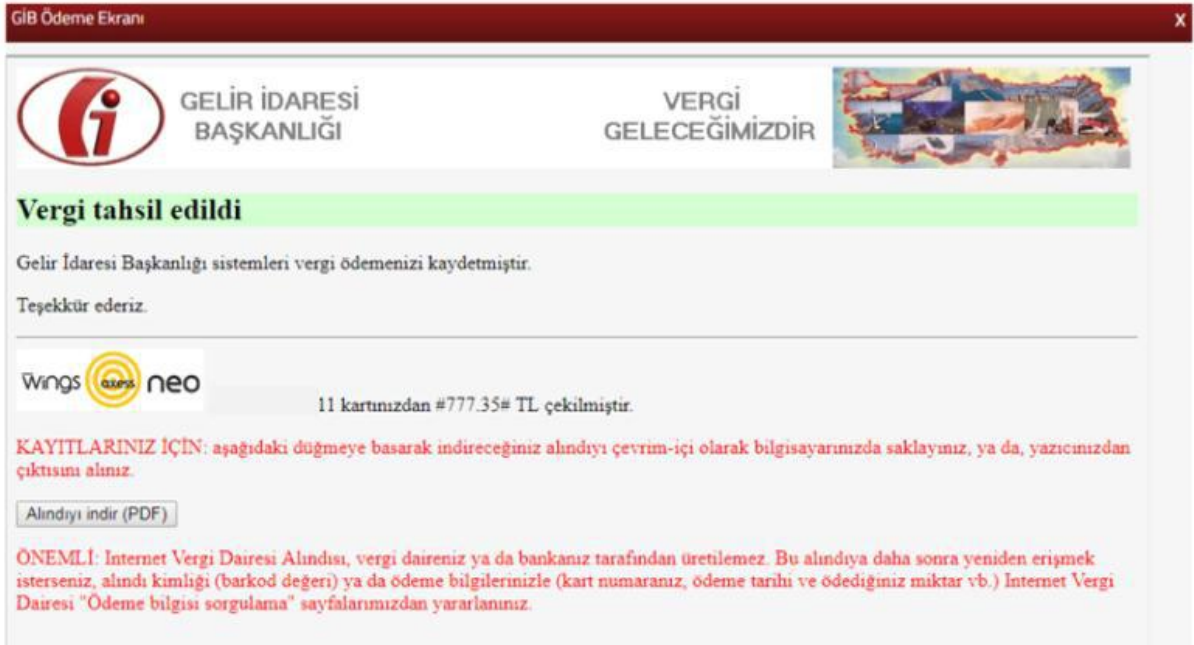 GİB Ödeme Ekranı
X
GELİR İDARESİ
BAŞKANLIĞI
VERGİ
GELECEĞİMİZDİR
Vergi tahsil edildi
Gelir İdaresi Başkanlığı sistemleri vergi ödemenizi kaydetmiştir.
Teşekkür ederiz.
wings axess neo
11 kartınızdan #777.35# TL çekilmiştir.
KAYITLARINIZ İÇİN: aşağıdaki düğmeye basarak indireceğiniz alındıyı çevrim-içi olarak bilgisayarınızda saklayınız, ya da, yazıcınızdan
çıktısını alınız.
Alındıyı indir (PDF)
ÖNEMLİ: Internet Vergi Dairesi Alındısı, vergi daireniz ya da bankanız tarafından üretilemez. Bu alındıya daha sonra yeniden erişmek
isterseniz, alındı kimliği (barkod değeri) ya da ödeme bilgilerinizle (kart numaranız, ödeme tarihi ve ödediğiniz miktar vb.) Internet Vergi
Dairesi "Ödeme bilgisi sorgulama" sayfalarımızdan yararlanınız.